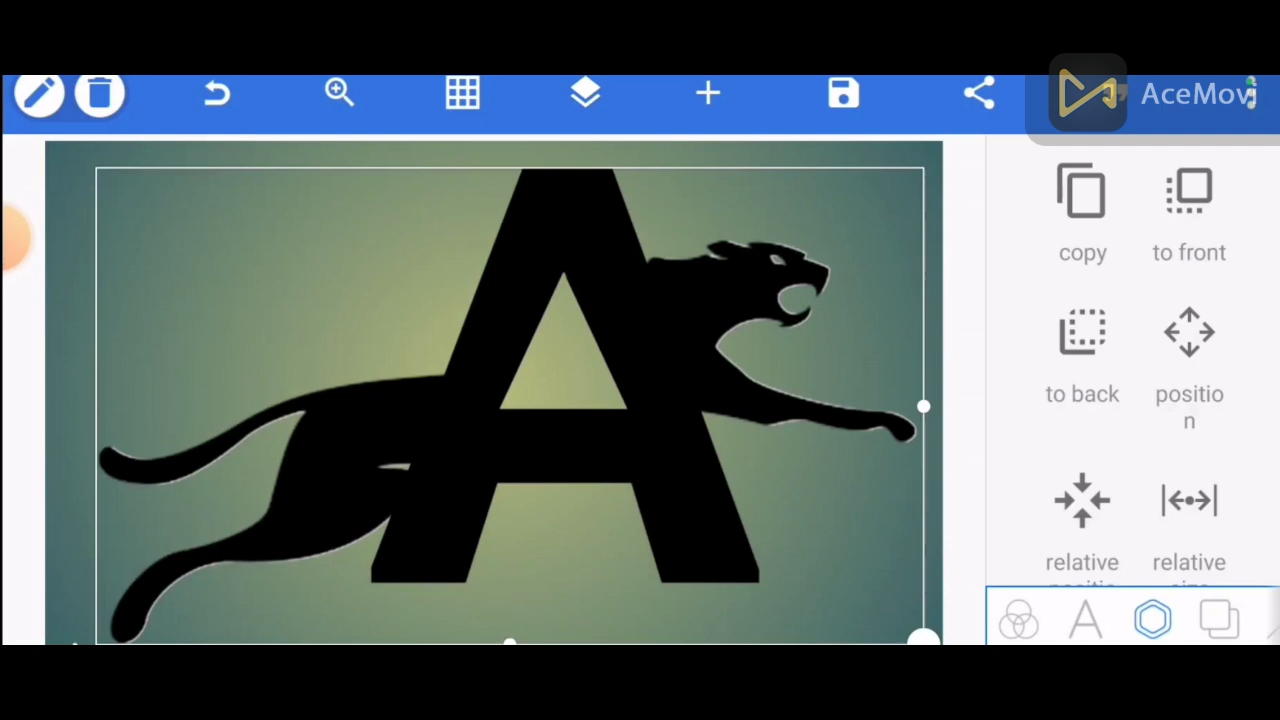 AceMovi
A
copy
to front
to back
positio
n
relative
relative